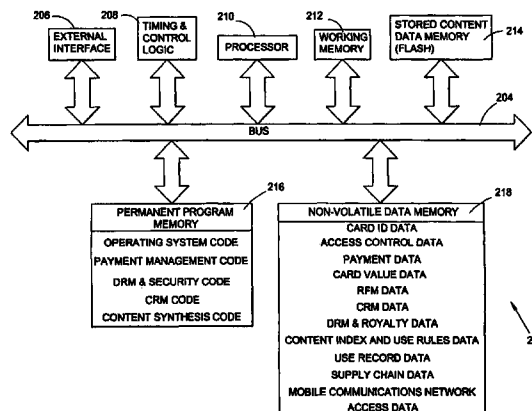 206
EXTERNAL INTERFACE
208
TIMING & CONTROL LOGIC
210
PROCESSOR
212
WORKING MEMORY
STORED CONTENT DATA MEMORY (FLASH)
214
BUS
204
216
PERMANENT PROGRAM MEMORY
OPERATING SYSTEM CODE
PAYMENT MANAGEMENT CODE
DRM & SECURITY CODE
CRM CODE
CONTENT SYNTHESIS CODE
218
NON-VOLATILE DATA MEMORY
CARD ID DATA
ACCESS CONTROL DATA
PAYMENT DATA
CARD VALUE DATA
RFM DATA
CRM DATA
DRM & ROYALTY DATA
CONTENT INDEX AND USE RULES DATA
USE RECORD DATA
SUPPLY CHAIN DATA
MOBILE COMMUNICATIONS NETWORK
ACCESS DATA